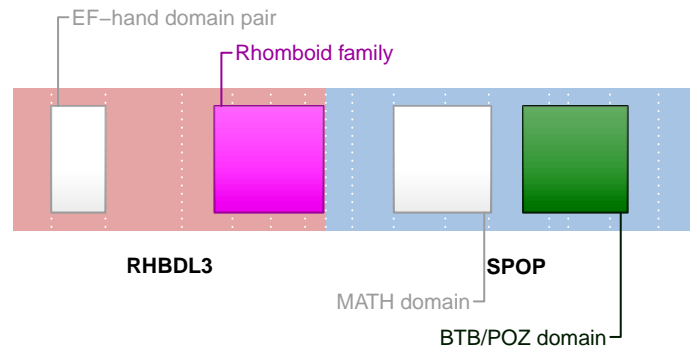 EF−hand domain pair
Rhomboid family
RHBDL3
SPOP
MATH domain
BTB/POZ domain